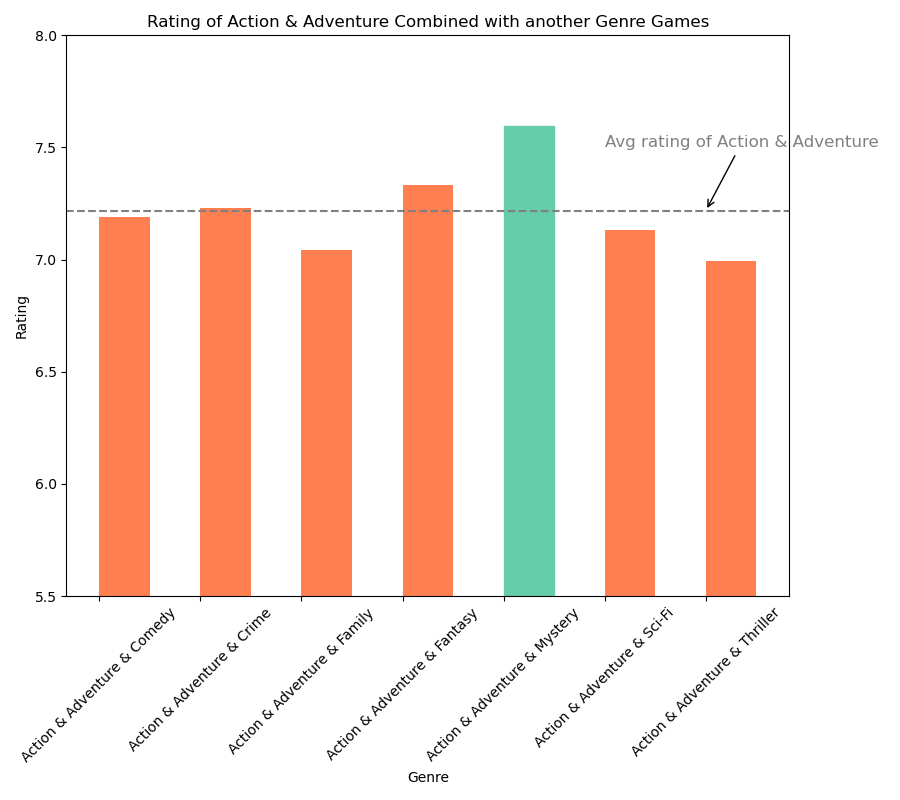 Rating of Action & Adventure Combined with another Genre Games
8.0
7.5
7.0
6.5
6.0
5.5
Rating
Avg rating of Action & Adventure
Action & Adventure & Comedy
Action & Adventure & Crime
Action & Adventure & Family
Action & Adventure & Fantasy
Action & Adventure & Mystery
Action & Adventure & Sci-Fi
Action & Adventure & Thriller
Genre